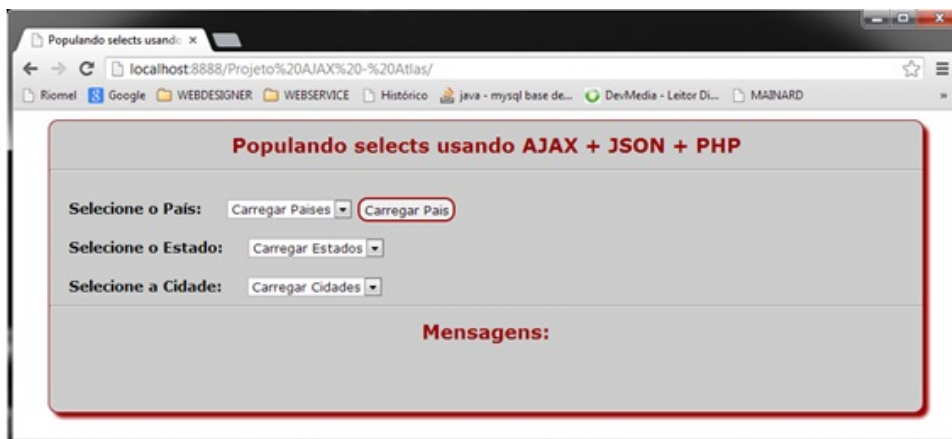 Populando selects usando
localhost:8888/Projeto%20AJAX%20-%20Atlas/
Riomel Google WEBDESIGNER WEBSERVICE Histórico java - mysql base de... DevMedia - Leitor Di... MAINARD
Populando selects usando AJAX + JSON + PHP
Selecione o País: Carregar Paises Carregar Pais
Selecione o Estado: Carregar Estados
Selecione a Cidade: Carregar Cidades
Mensagens: